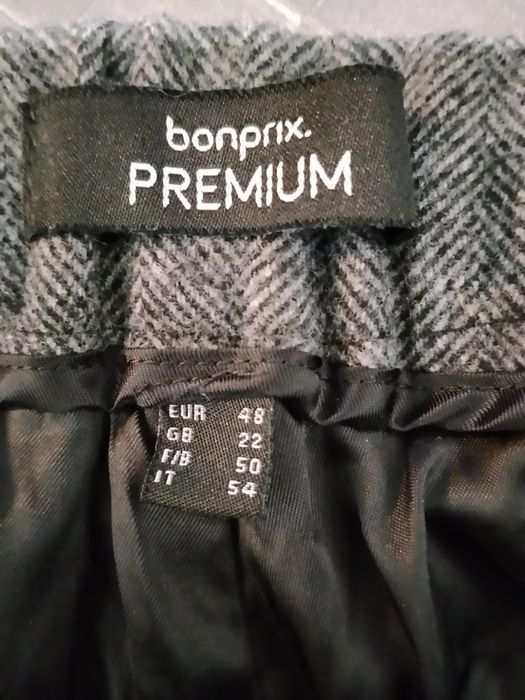 bonprix.
PREMIUM
EUR 48
GB 22
F/B 50
IT 54